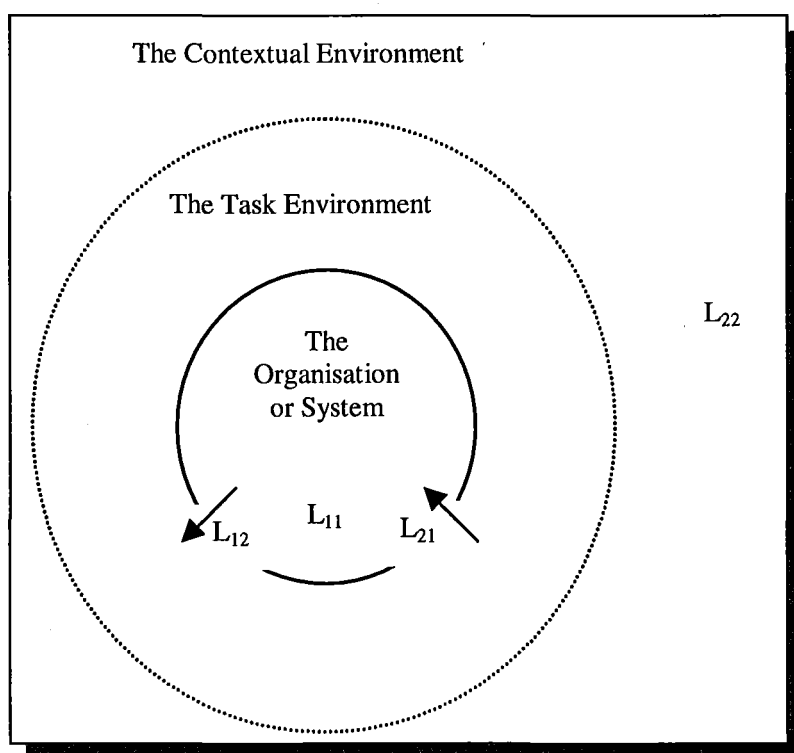 The Contextual Environment
The Task Environment
L₂₂
The
Organisation
or System
L₁₂
L₁₁
L₂₁